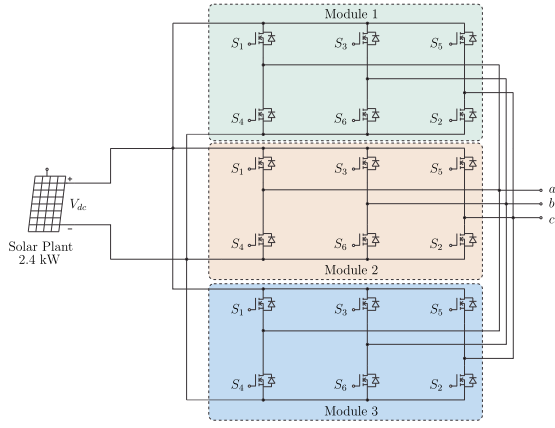 Module 1
S₁ S₃ S₅
S₄ S₆ S₂
S₁ S₃ S₅
+
V_dc
−
a
b
c
Solar Plant
2.4 kW
S₄ S₆ S₂
Module 2
S₁ S₃ S₅
S₄ S₆ S₂
Module 3